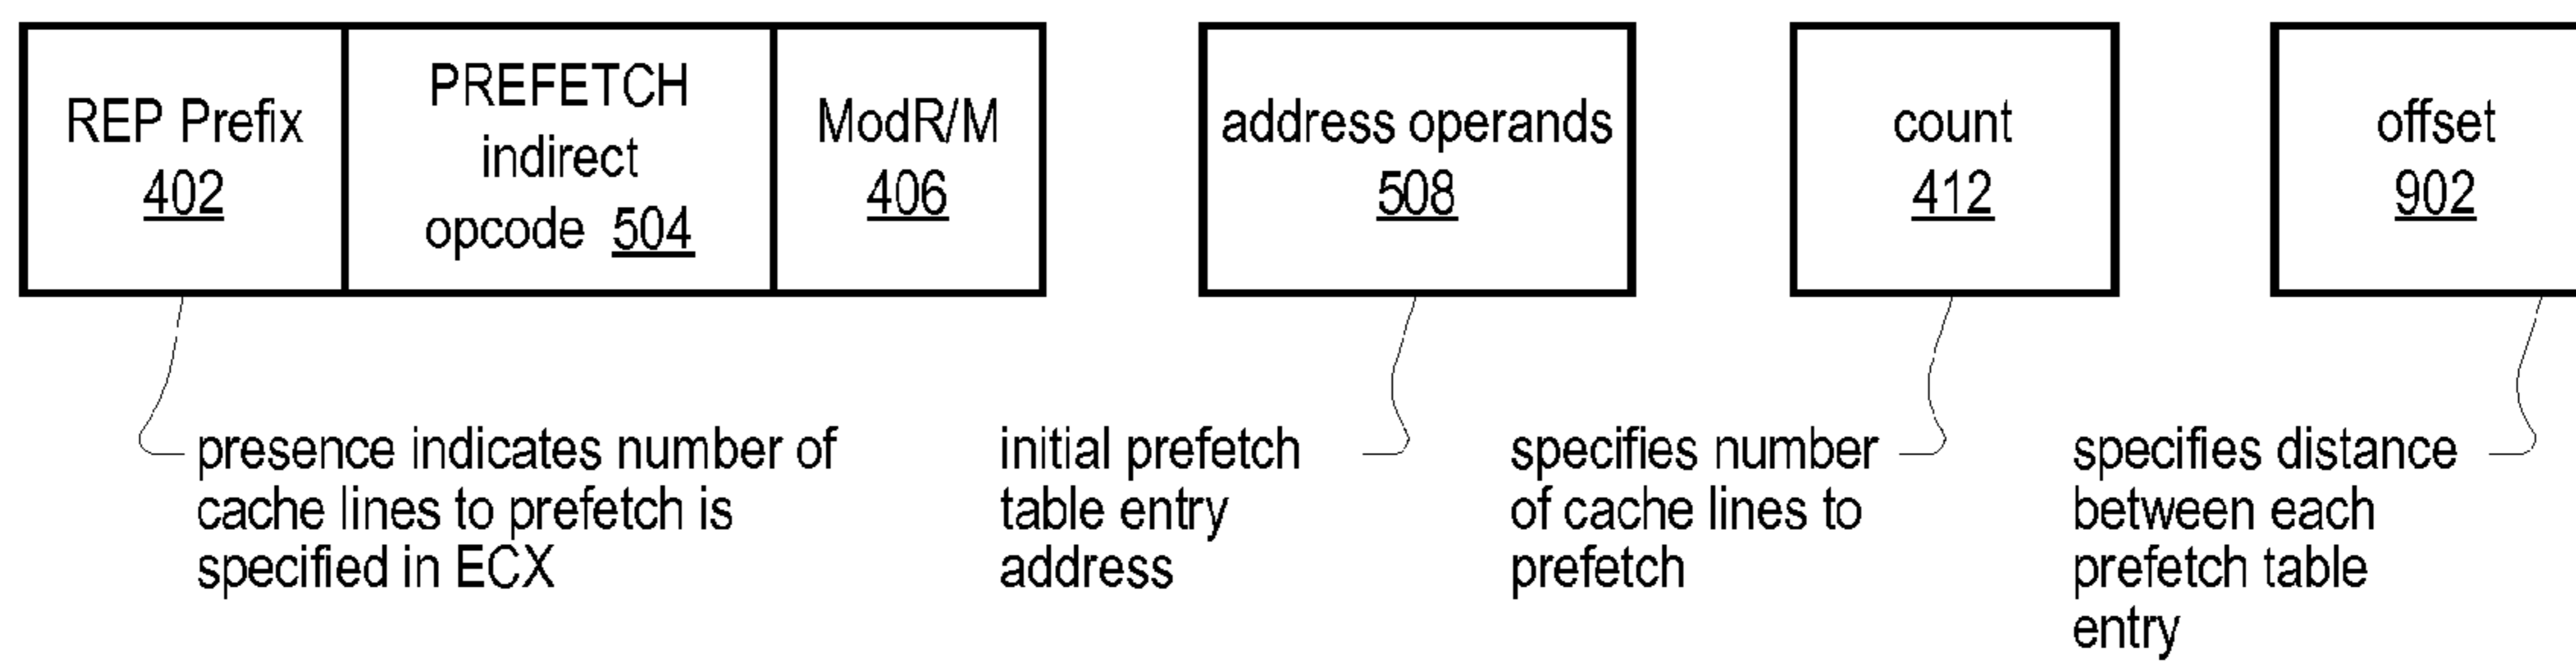 REP Prefix
402
PREFETCH
indirect
opcode 504
ModR/M
406
address operands
508
count
412
offset
902
presence indicates number of
cache lines to prefetch is
specified in ECX
initial prefetch
table entry
address
specifies number
of cache lines to
prefetch
specifies distance
between each
prefetch table
entry